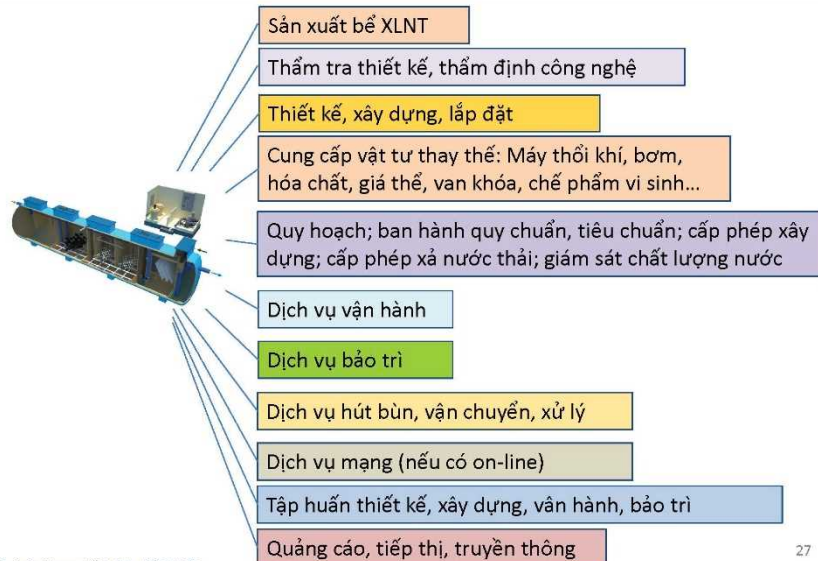 Sản xuất bể XLNT
Thẩm tra thiết kế, thẩm định công nghệ
Thiết kế, xây dựng, lắp đặt
Cung cấp vật tư thay thế: Máy thổi khí, bơm,
hóa chất, giá thể, van khóa, chế phẩm vi sinh...
Quy hoạch; ban hành quy chuẩn, tiêu chuẩn; cấp phép xây
dựng; cấp phép xả nước thải; giám sát chất lượng nước
Dịch vụ vận hành
Dịch vụ bảo trì
Dịch vụ hút bùn, vận chuyển, xử lý
Dịch vụ mạng (nếu có on-line)
Tập huấn thiết kế, xây dựng, vân hành, bảo trì
Quảng cáo, tiếp thị, truyền thông
27